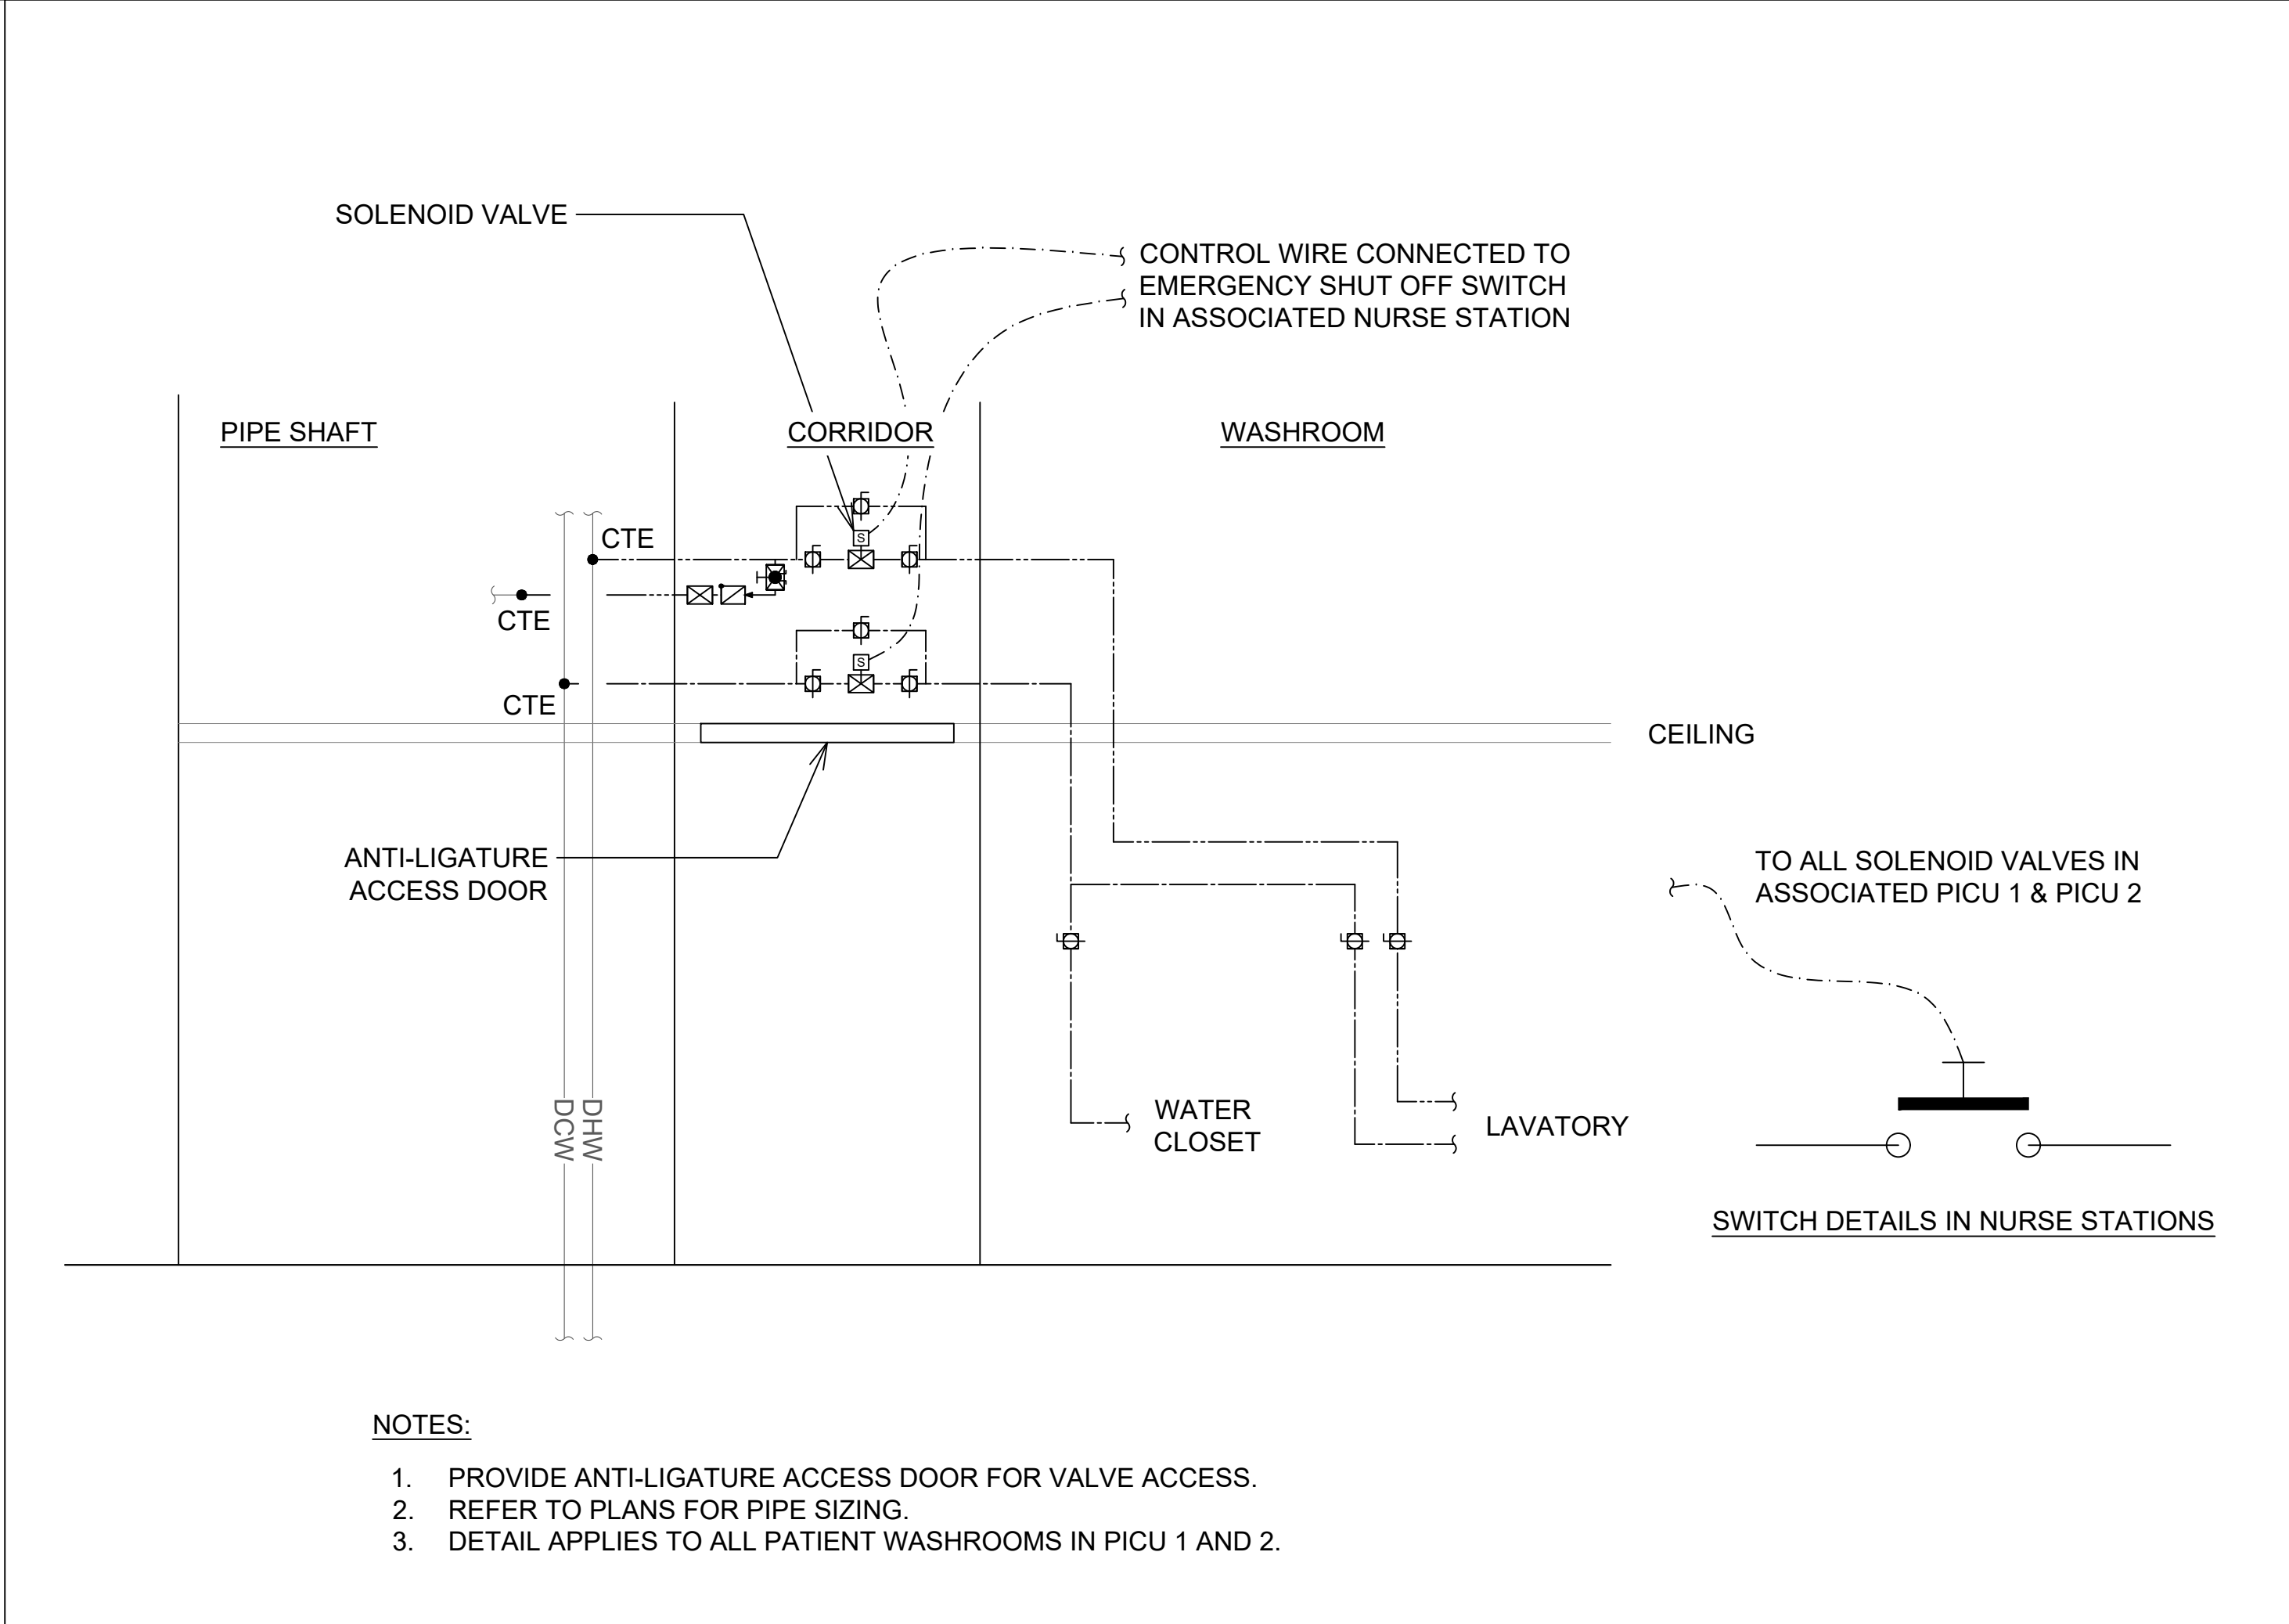 SOLENOID VALVE
CONTROL WIRE CONNECTED TO
EMERGENCY SHUT OFF SWITCH
IN ASSOCIATED NURSE STATION
PIPE SHAFT
CORRIDOR
WASHROOM
CTE
S
CTE
S
CTE
CEILING
ANTI-LIGATURE
ACCESS DOOR
TO ALL SOLENOID VALVES IN
ASSOCIATED PICU 1 & PICU 2
DCW
DHW
WATER
CLOSET
LAVATORY
SWITCH DETAILS IN NURSE STATIONS
NOTES:
1. PROVIDE ANTI-LIGATURE ACCESS DOOR FOR VALVE ACCESS.
2. REFER TO PLANS FOR PIPE SIZING.
3. DETAIL APPLIES TO ALL PATIENT WASHROOMS IN PICU 1 AND 2.